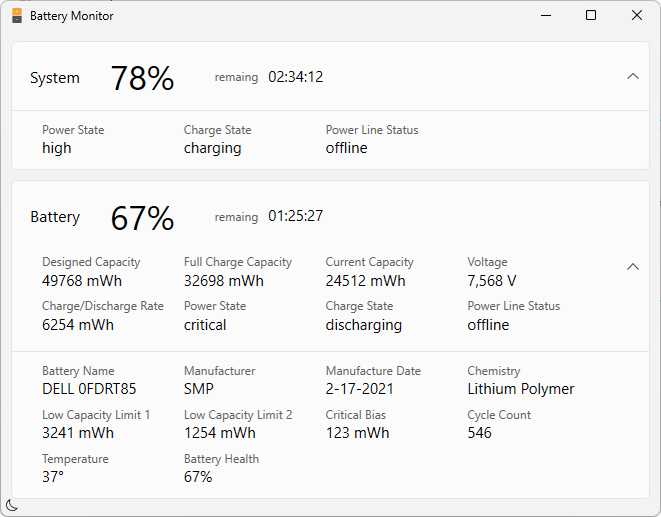 Battery Monitor
System 78% remaing 02:34:12
Power State Charge State Power Line Status
high charging offline
Battery 67% remaing 01:25:27
Designed Capacity Full Charge Capacity Current Capacity Voltage
49768 mWh 32698 mWh 24512 mWh 7,568 V
Charge/Discharge Rate Power State Charge State Power Line Status
6254 mWh critical discharging offline
Battery Name Manufacturer Manufacture Date Chemistry
DELL 0FDRT85 SMP 2-17-2021 Lithium Polymer
Low Capacity Limit 1 Low Capacity Limit 2 Critical Bias Cycle Count
3241 mWh 1254 mWh 123 mWh 546
Temperature Battery Health
37° 67%